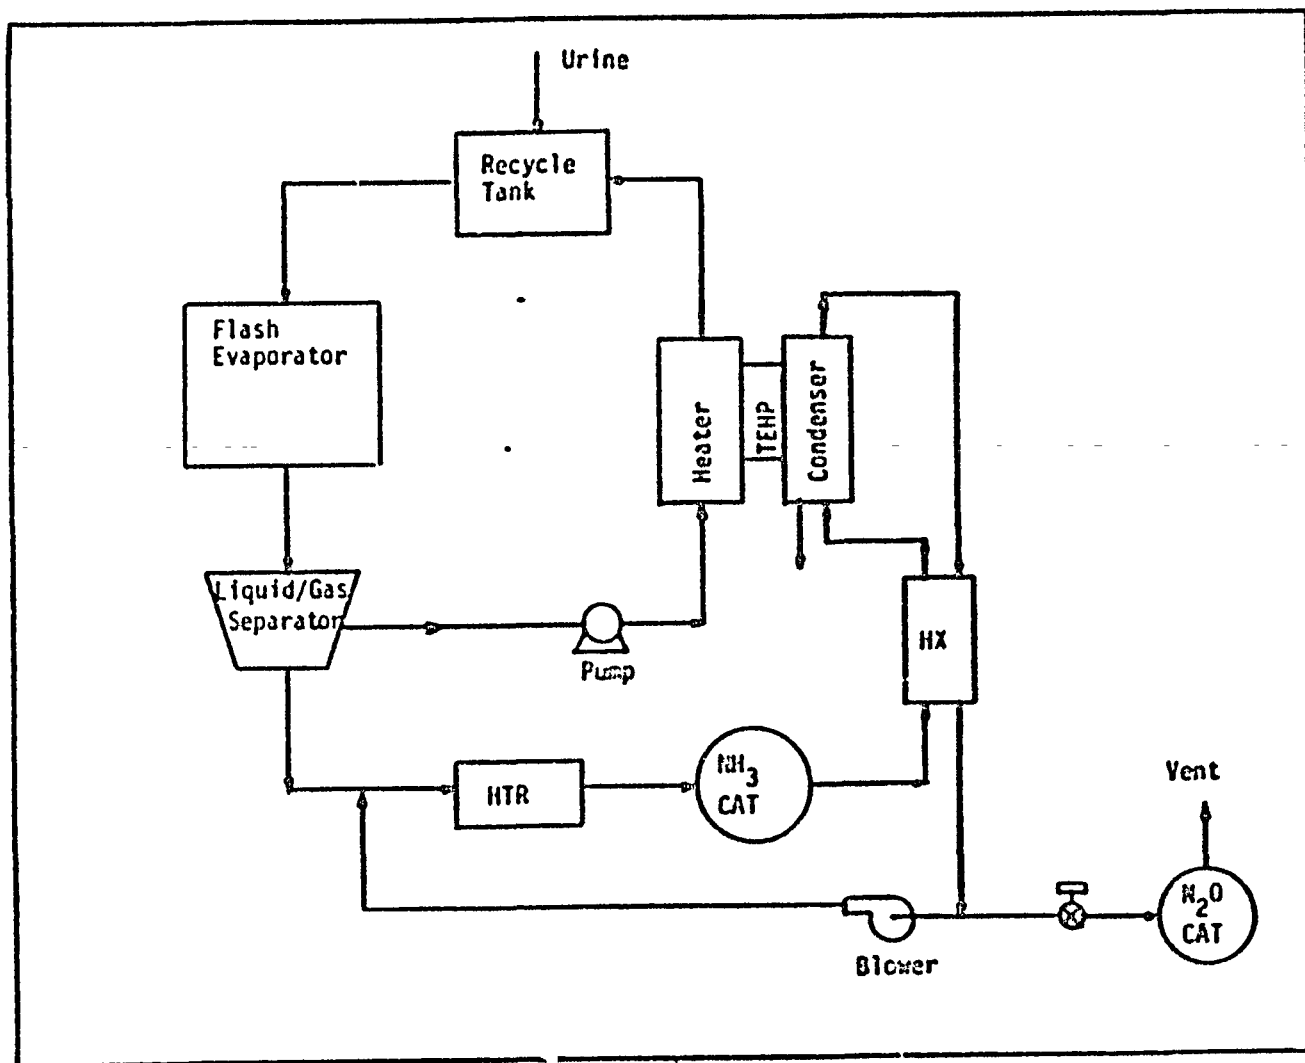 Urine
Recycle
Tank
Flash
Evaporator
Heater
TEHP
Condenser
Liquid/Gas
Separator
Pump
HX
HTR
NH3
CAT
Vent
N2O
CAT
Blower